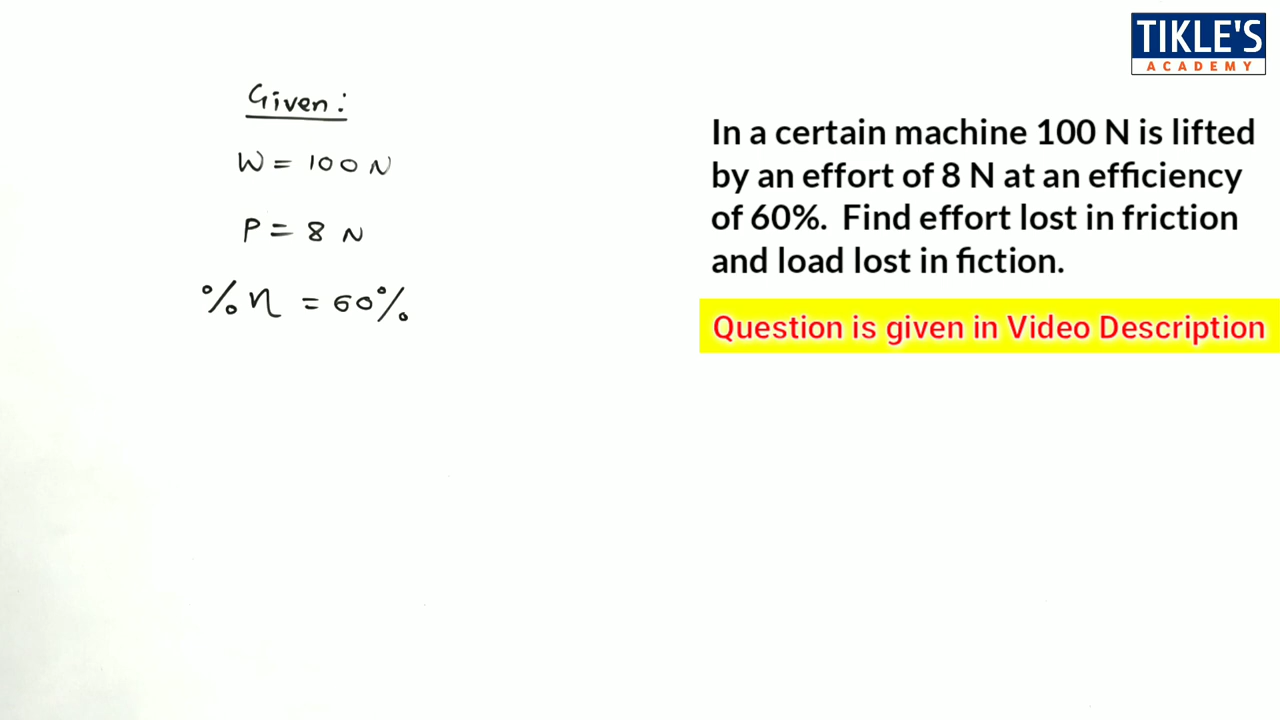 TIKLE'S
ACADEMY
Given:
W = 100 N
P = 8 N
% η = 60%
In a certain machine 100 N is lifted
by an effort of 8 N at an efficiency
of 60%. Find effort lost in friction
and load lost in fiction.
Question is given in Video Description